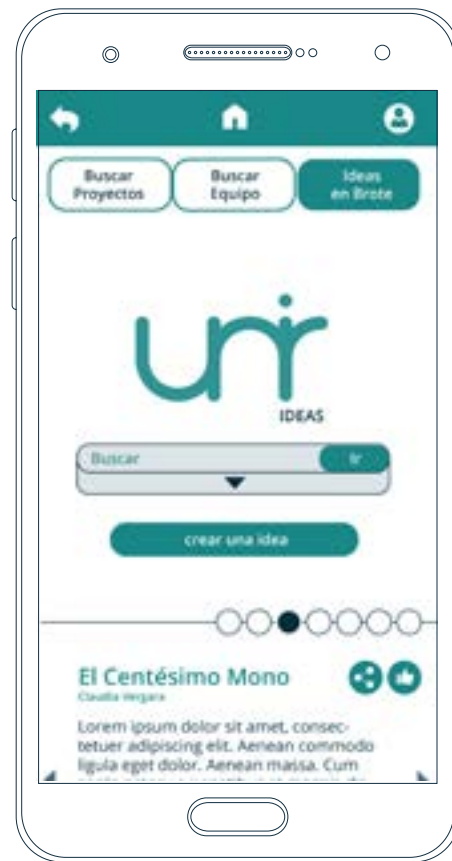 Buscar
Proyectos
Buscar
Equipo
Ideas
en Brote
unir
IDEAS
Buscar
Ir
crear una idea
El Centésimo Mono
Claudia Vergara
Lorem ipsum dolor sit amet, consec-
tetuer adipiscing elit. Aenean commodo
ligula eget dolor. Aenean massa. Cum